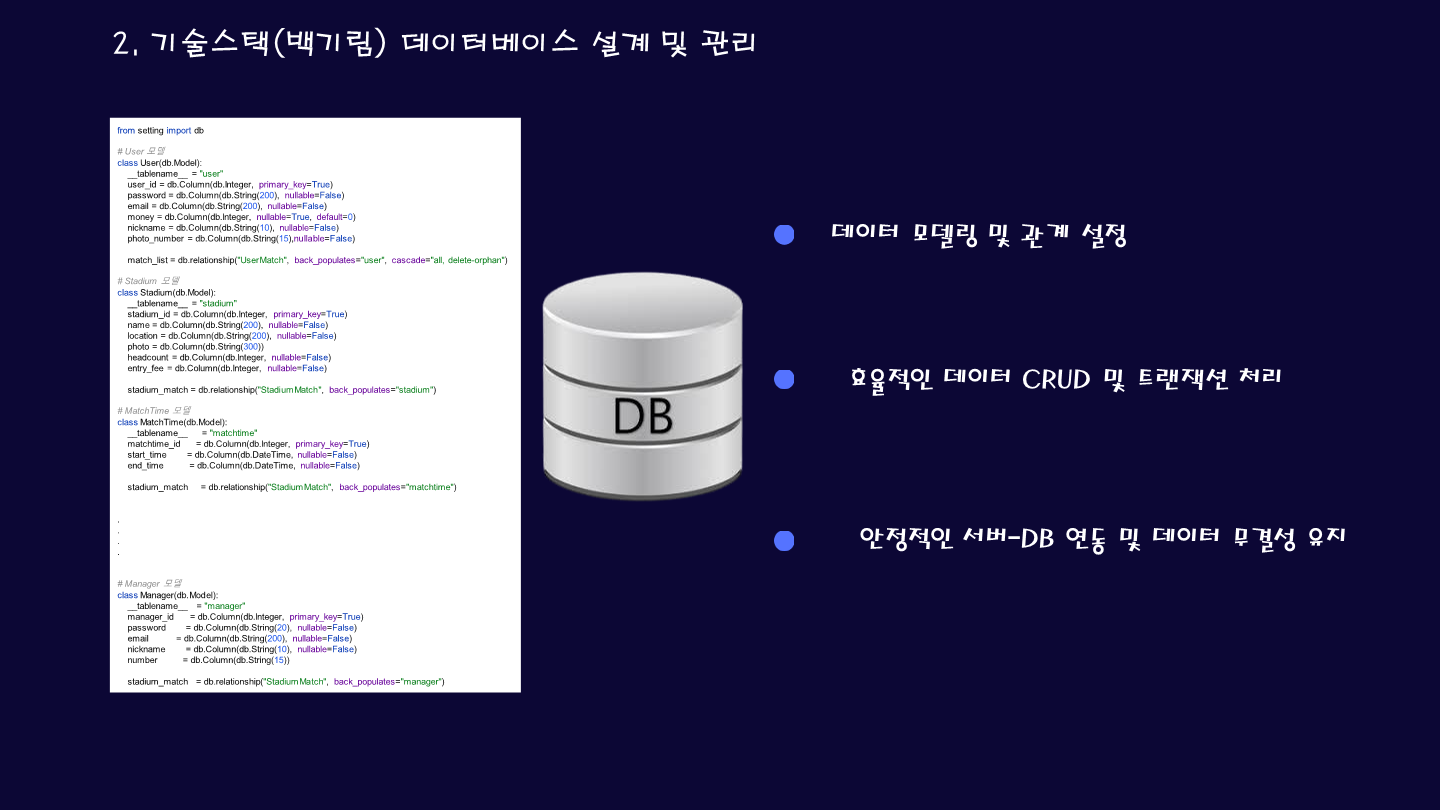 2. 기술스택(백기림) 데이터베이스 설계 및 관리
from setting import db
# User 모델
class User(db.Model):
__tablename__ = "user"
user_id = db.Column(db.Integer, primary_key=True)
password = db.Column(db.String(200), nullable=False)
email = db.Column(db.String(200), nullable=False)
money = db.Column(db.Integer, nullable=True, default=0)
nickname = db.Column(db.String(10), nullable=False)
photo_number = db.Column(db.String(15),nullable=False)
match_list = db.relationship("UserMatch", back_populates="user", cascade="all, delete-orphan")
# Stadium 모델
class Stadium(db.Model):
__tablename__ = "stadium"
stadium_id = db.Column(db.Integer, primary_key=True)
name = db.Column(db.String(200), nullable=False)
location = db.Column(db.String(200), nullable=False)
photo = db.Column(db.String(300))
headcount = db.Column(db.Integer, nullable=False)
entry_fee = db.Column(db.Integer, nullable=False)
stadium_match = db.relationship("StadiumMatch", back_populates="stadium")
# MatchTime 모델
class MatchTime(db.Model):
__tablename__ = "matchtime"
matchtime_id = db.Column(db.Integer, primary_key=True)
start_time = db.Column(db.DateTime, nullable=False)
end_time = db.Column(db.DateTime, nullable=False)
stadium_match = db.relationship("StadiumMatch", back_populates="matchtime")
.
.
.
.
# Manager 모델
class Manager(db.Model):
__tablename__ = "manager"
manager_id = db.Column(db.Integer, primary_key=True)
password = db.Column(db.String(20), nullable=False)
email = db.Column(db.String(200), nullable=False)
nickname = db.Column(db.String(10), nullable=False)
number = db.Column(db.String(15))
stadium_match = db.relationship("StadiumMatch", back_populates="manager")
DB
데이터 모델링 및 관계 설정
효율적인 데이터 CRUD 및 트랜잭션 처리
안정적인 서버-DB 연동 및 데이터 무결성 유지